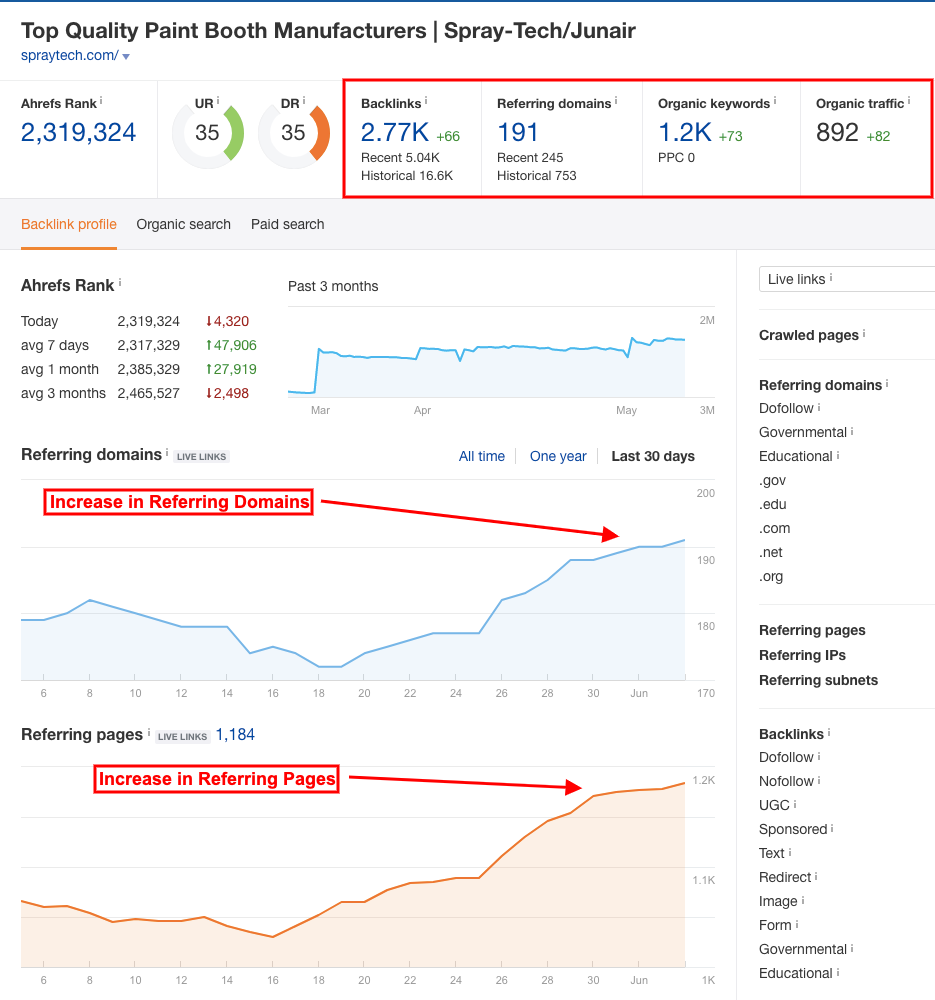 Top Quality Paint Booth Manufacturers | Spray-Tech/Junair
spraytech.com/
Ahrefs Rank i
2,319,324
UR i
35
DR i
35
Backlinks i
2.77K +66
Recent 5.04K
Historical 16.6K
Referring domains i
191
Recent 245
Historical 753
Organic keywords i
1.2K +73
PPC 0
Organic traffic i
892 +82
Backlink profile Organic search Paid search
Ahrefs Rank i
Today 2,319,324 ↓4,320
avg 7 days 2,317,329 ↑47,906
avg 1 month 2,385,329 ↑27,919
avg 3 months 2,465,527 ↓2,498
Past 3 months
2M
Mar Apr May 3M
Referring domains i LIVE LINKS
All time One year Last 30 days
Increase in Referring Domains
200
190
180
6 8 10 12 14 16 18 20 22 24 26 28 30 Jun 170
Referring pages i LIVE LINKS 1,184
Increase in Referring Pages
1.2K
1.1K
6 8 10 12 14 16 18 20 22 24 26 28 30 Jun 1K
Live links i
Crawled pages i
Referring domains i
Dofollow i
Governmental i
Educational i
.gov
.edu
.com
.net
.org
Referring pages
Referring IPs
Referring subnets
Backlinks i
Dofollow i
Nofollow i
UGC i
Sponsored i
Text i
Redirect i
Image i
Form i
Governmental i
Educational i